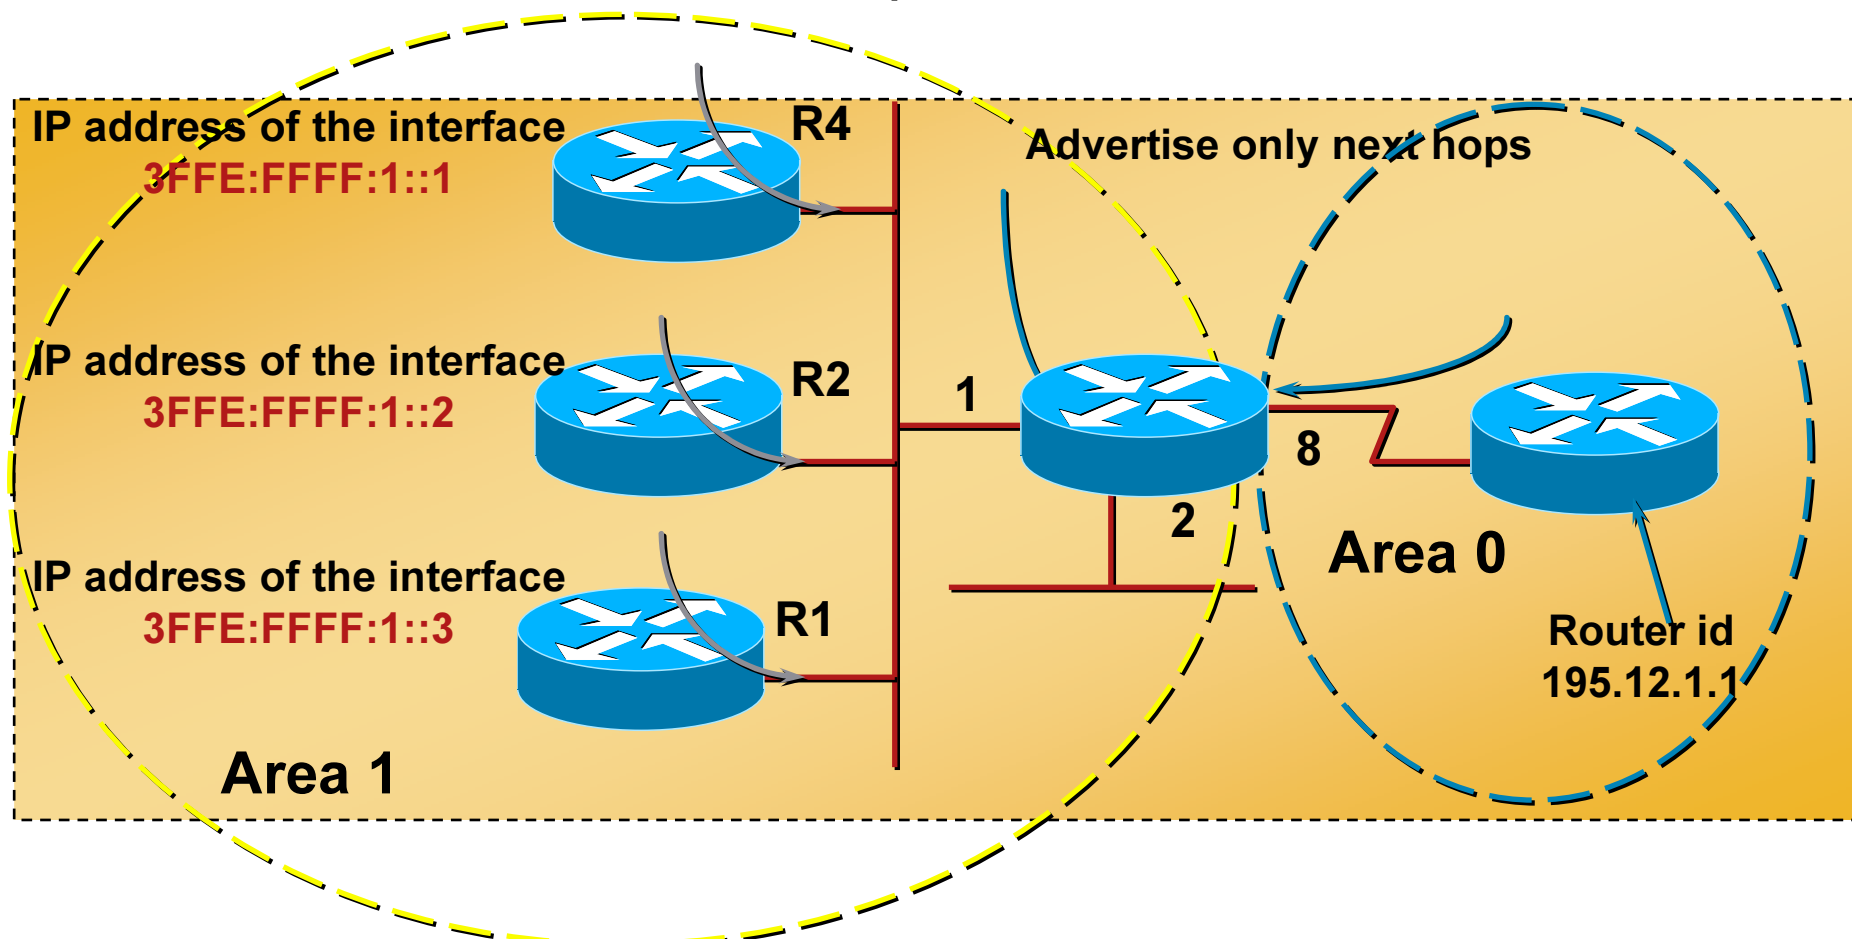 IP address of the interface
3FFE:FFFF:1::1
R4
Advertise only next hops
IP address of the interface
3FFE:FFFF:1::2
R2
1
8
2
Area 0
IP address of the interface
3FFE:FFFF:1::3
R1
Router id
195.12.1.1
Area 1